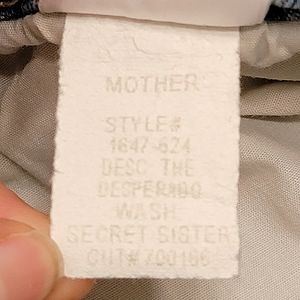 MOTHER
STYLE#
1647-624
DESC THE
DESPERADO
WASH
SECRET SISTER
CUT#700186